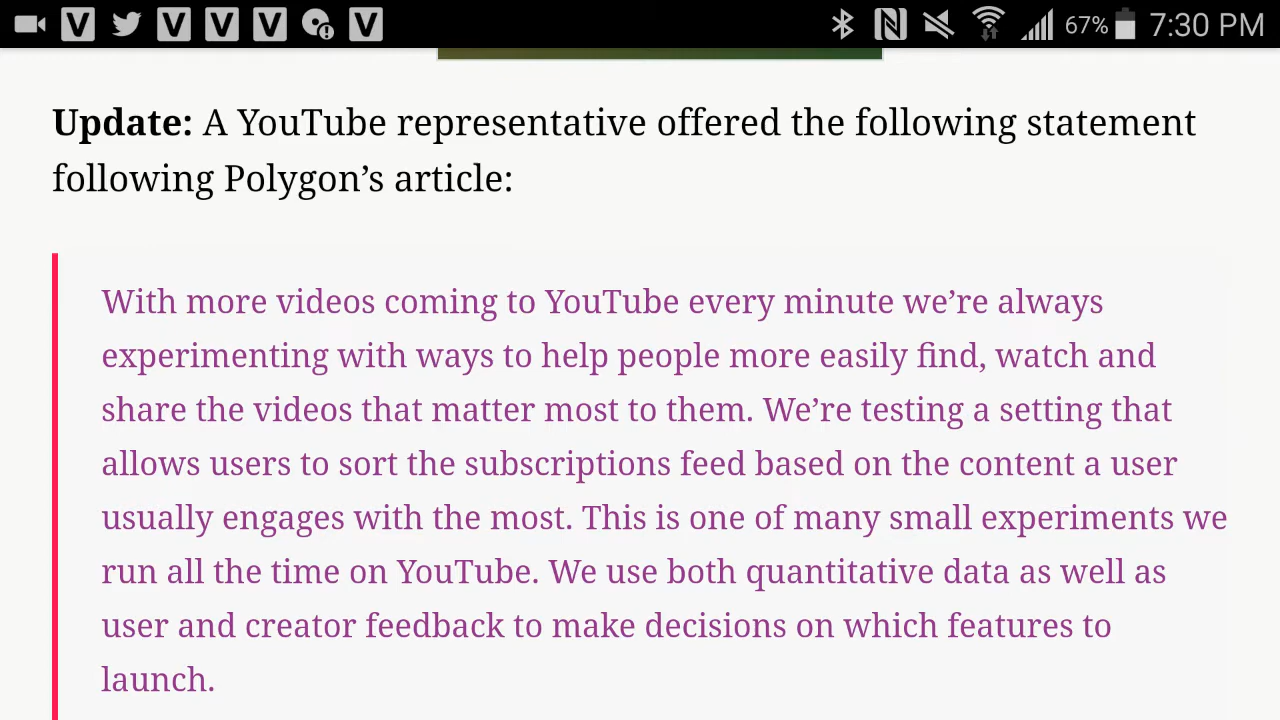 67% 7:30 PM
Update: A YouTube representative offered the following statement
following Polygon’s article:
With more videos coming to YouTube every minute we’re always
experimenting with ways to help people more easily find, watch and
share the videos that matter most to them. We’re testing a setting that
allows users to sort the subscriptions feed based on the content a user
usually engages with the most. This is one of many small experiments we
run all the time on YouTube. We use both quantitative data as well as
user and creator feedback to make decisions on which features to
launch.